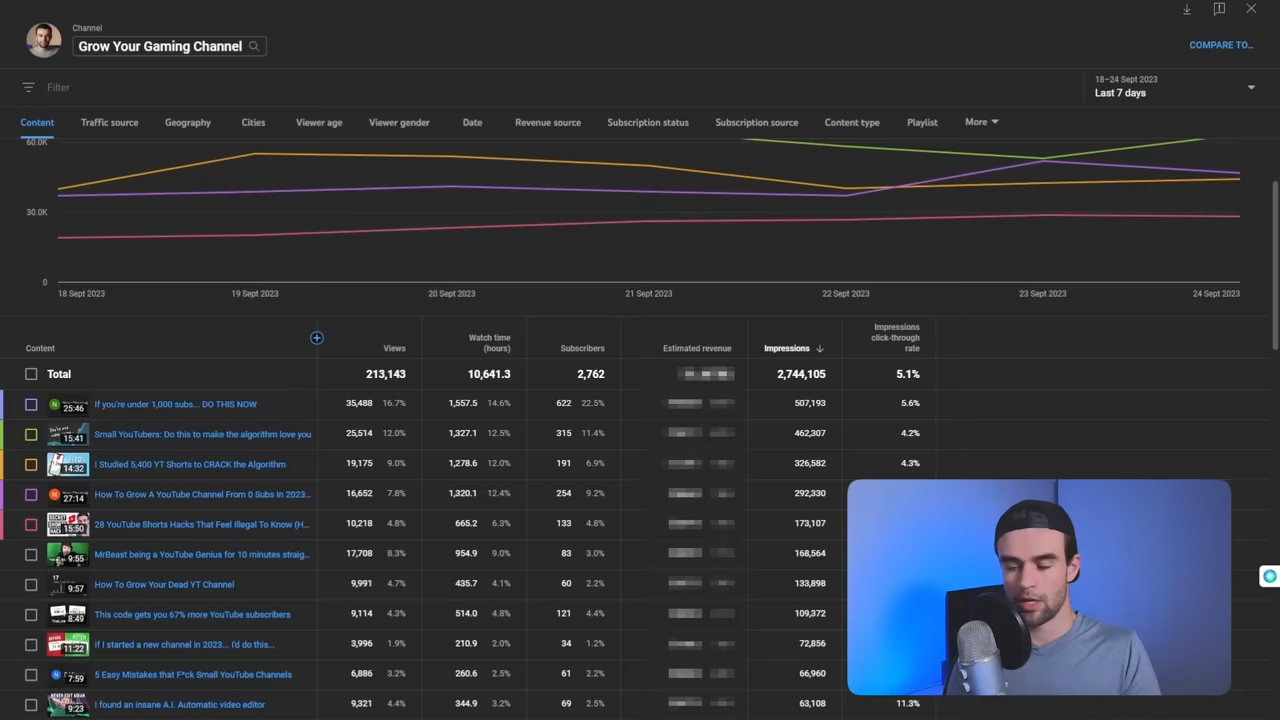 Channel
Grow Your Gaming Channel
COMPARE TO...
Filter
18–24 Sept 2023
Last 7 days
Content Traffic source Geography Cities Viewer age Viewer gender Date Revenue source Subscription status Subscription source Content type Playlist More
60.0K
30.0K
0
18 Sept 2023 19 Sept 2023 20 Sept 2023 21 Sept 2023 22 Sept 2023 23 Sept 2023 24 Sept 2023
Content Views Watch time (hours) Subscribers Estimated revenue Impressions Impressions click-through rate
Total 213,143 10,641.3 2,762 2,744,105 5.1%
25:46 If you're under 1,000 subs... DO THIS NOW 35,488 16.7% 1,557.5 14.6% 622 22.5% 507,193 5.6%
15:41 Small YouTubers: Do this to make the algorithm love you 25,514 12.0% 1,327.1 12.5% 315 11.4% 462,307 4.2%
14:32 I Studied 5,400 YT Shorts to CRACK the Algorithm 19,175 9.0% 1,278.6 12.0% 191 6.9% 326,582 4.3%
27:14 How To Grow A YouTube Channel From 0 Subs In 2023... 16,652 7.8% 1,320.1 12.4% 254 9.2% 292,330
15:50 28 YouTube Shorts Hacks That Feel Illegal To Know (H... 10,218 4.8% 665.2 6.3% 133 4.8% 173,107
9:55 MrBeast being a YouTube Genius for 10 minutes straig... 17,708 8.3% 954.9 9.0% 83 3.0% 168,564
9:57 How To Grow Your Dead YT Channel 9,991 4.7% 435.7 4.1% 60 2.2% 133,898
8:49 This code gets you 67% more YouTube subscribers 9,114 4.3% 514.0 4.8% 121 4.4% 109,372
11:22 If I started a new channel in 2023... I'd do this... 3,996 1.9% 210.9 2.0% 34 1.2% 72,856
7:59 5 Easy Mistakes that F*ck Small YouTube Channels 6,886 3.2% 260.6 2.5% 61 2.2% 66,960
9:23 I found an insane A.I. Automatic video editor 9,321 4.4% 344.9 3.2% 69 2.5% 63,108 11.3%